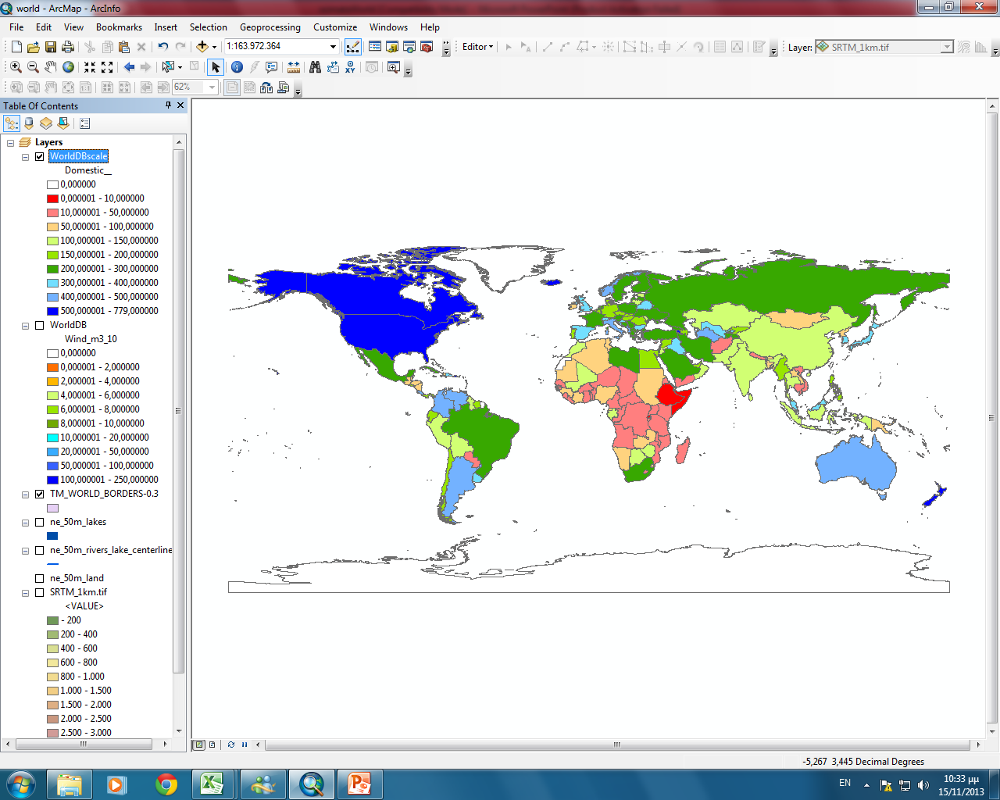 world - ArcMap - ArcInfo
File Edit View Bookmarks Insert Selection Geoprocessing Customize Windows Help
1:163.972.364 Editor Layer: SRTM_1km.tif
62%
Table Of Contents
Layers
WorldDBscale
Domestic__
0,000000
0,000001 - 10,000000
10,000001 - 50,000000
50,000001 - 100,000000
100,000001 - 150,000000
150,000001 - 200,000000
200,000001 - 300,000000
300,000001 - 400,000000
400,000001 - 500,000000
500,000001 - 779,000000
WorldDB
Wind_m3_10
0,000000
0,000001 - 2,000000
2,000001 - 4,000000
4,000001 - 6,000000
6,000001 - 8,000000
8,000001 - 10,000000
10,000001 - 20,000000
20,000001 - 50,000000
50,000001 - 100,000000
100,000001 - 250,000000
TM_WORLD_BORDERS-0.3
ne_50m_lakes
ne_50m_rivers_lake_centerline
ne_50m_land
SRTM_1km.tif
<VALUE>
- 200
200 - 400
400 - 600
600 - 800
800 - 1.000
1.000 - 1.500
1.500 - 2.000
2.000 - 2.500
2.500 - 3.000
-5,267 3,445 Decimal Degrees
EN
10:33 μμ
15/11/2013